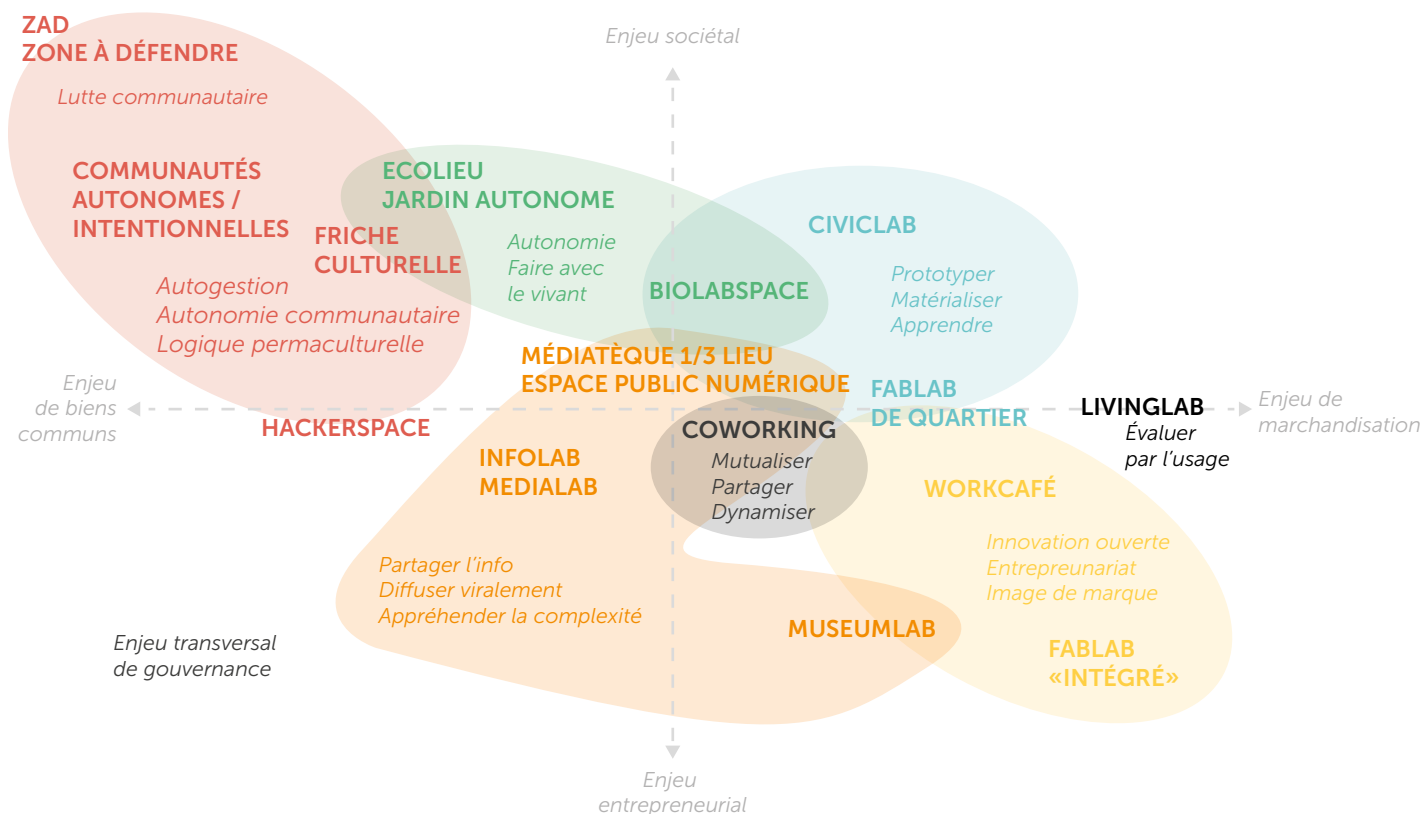 ZAD
ZONE À DÉFENDRE
Lutte communautaire
Enjeu sociétal
COMMUNAUTÉS
AUTONOMES /
INTENTIONNELLES
FRICHE
CULTURELLE
Autogestion
Autonomie communautaire
Logique permaculturelle
ECOLIEU
JARDIN AUTONOME
Autonomie
Faire avec
le vivant
BIOLABSPACE
CIVICLAB
Prototyper
Matérialiser
Apprendre
MÉDIATÈQUE 1/3 LIEU
ESPACE PUBLIC NUMÉRIQUE
FABLAB
DE QUARTIER
Enjeu
de biens
communs
HACKERSPACE
LIVINGLAB
Évaluer
par l’usage
Enjeu de
marchandisation
COWORKING
Mutualiser
Partager
Dynamiser
INFOLAB
MEDIALAB
Partager l’info
Diffuser viralement
Appréhender la complexité
WORKCAFÉ
Innovation ouverte
Entrepreunariat
Image de marque
MUSEUMLAB
FABLAB
«INTÉGRÉ»
Enjeu transversal
de gouvernance
Enjeu
entrepreneurial